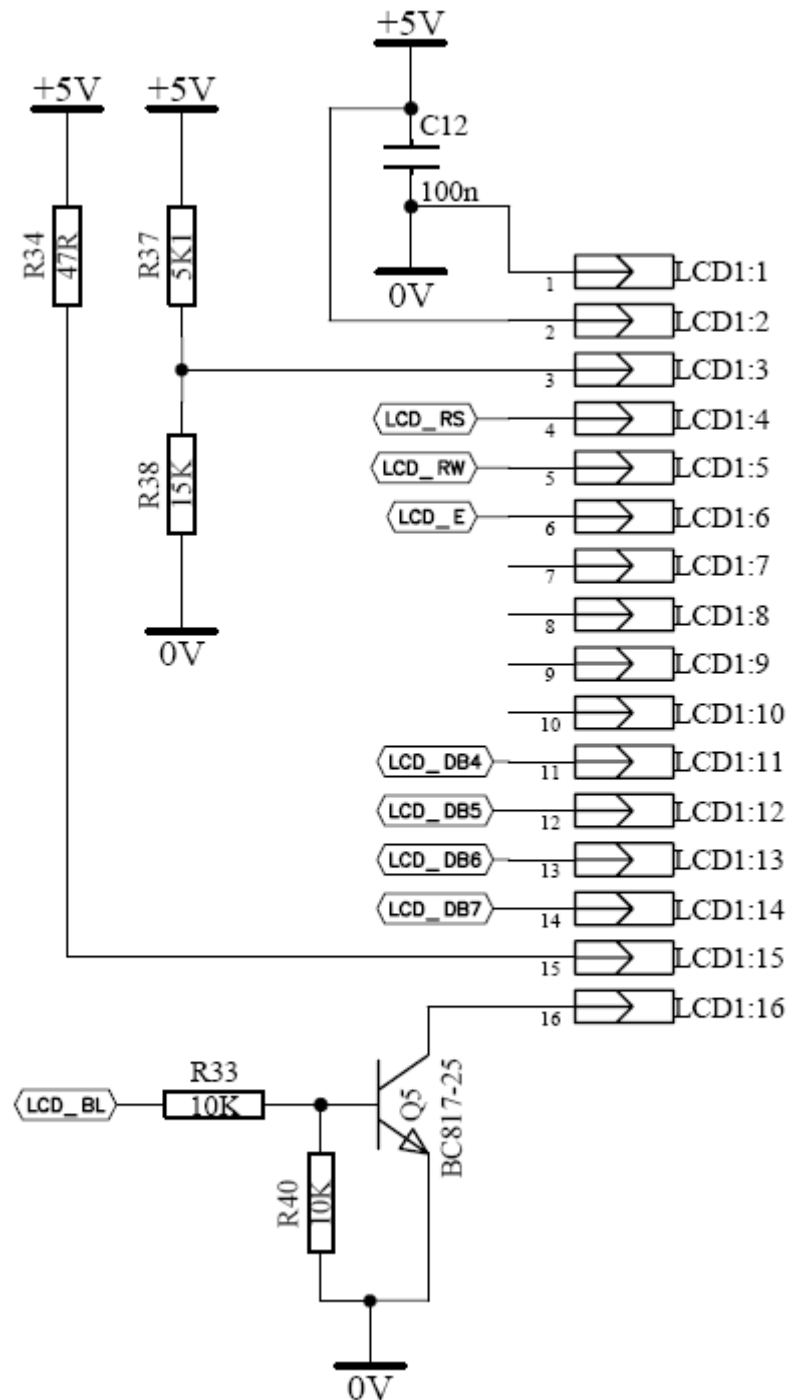 +5V
+5V
+5V
C12
100n
0V
R34
47R
R37
5K1
R38
15K
0V
1
LCD1:1
2
LCD1:2
3
LCD1:3
LCD_RS
4
LCD1:4
LCD_RW
5
LCD1:5
LCD_E
6
LCD1:6
7
LCD1:7
8
LCD1:8
9
LCD1:9
10
LCD1:10
LCD_DB4
11
LCD1:11
LCD_DB5
12
LCD1:12
LCD_DB6
13
LCD1:13
LCD_DB7
14
LCD1:14
15
LCD1:15
16
LCD1:16
LCD_BL
R33
10K
R40
10K
Q5
BC817-25
0V